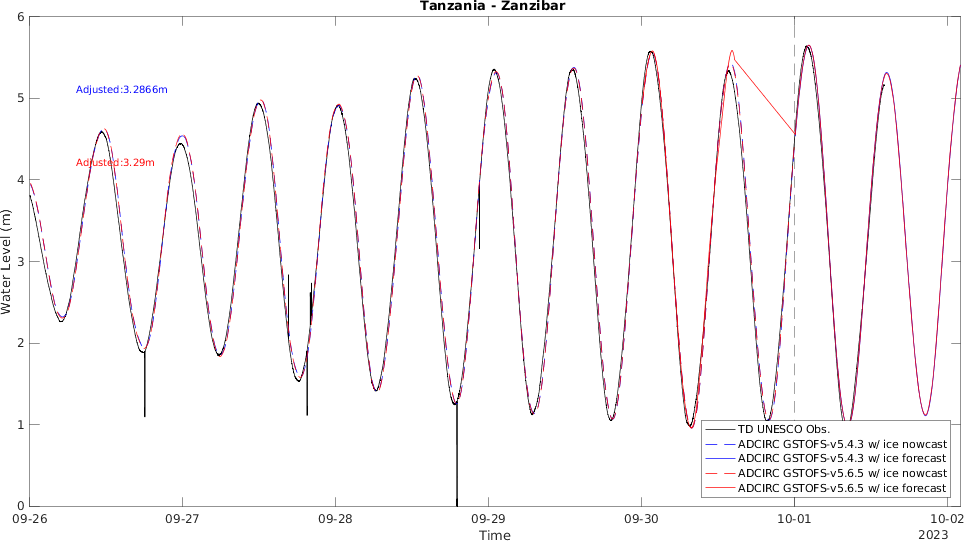 Tanzania - Zanzibar
6
5
4
3
2
1
0
Water Level (m)
Adjusted:3.2866m
Adjusted:3.29m
TD UNESCO Obs.
ADCIRC GSTOFS-v5.4.3 w/ ice nowcast
ADCIRC GSTOFS-v5.4.3 w/ ice forecast
ADCIRC GSTOFS-v5.6.5 w/ ice nowcast
ADCIRC GSTOFS-v5.6.5 w/ ice forecast
09-26 09-27 09-28 09-29 09-30 10-01 10-02
Time
2023